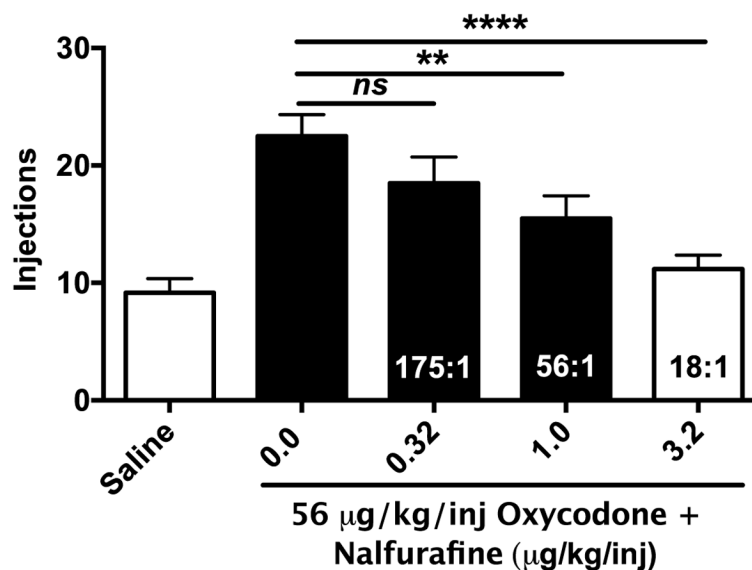 ****
**
ns
30
20
10
0
Injections
175:1
56:1
18:1
Saline
0.0
0.32
1.0
3.2
56 μg/kg/inj Oxycodone +
Nalfurafine (μg/kg/inj)